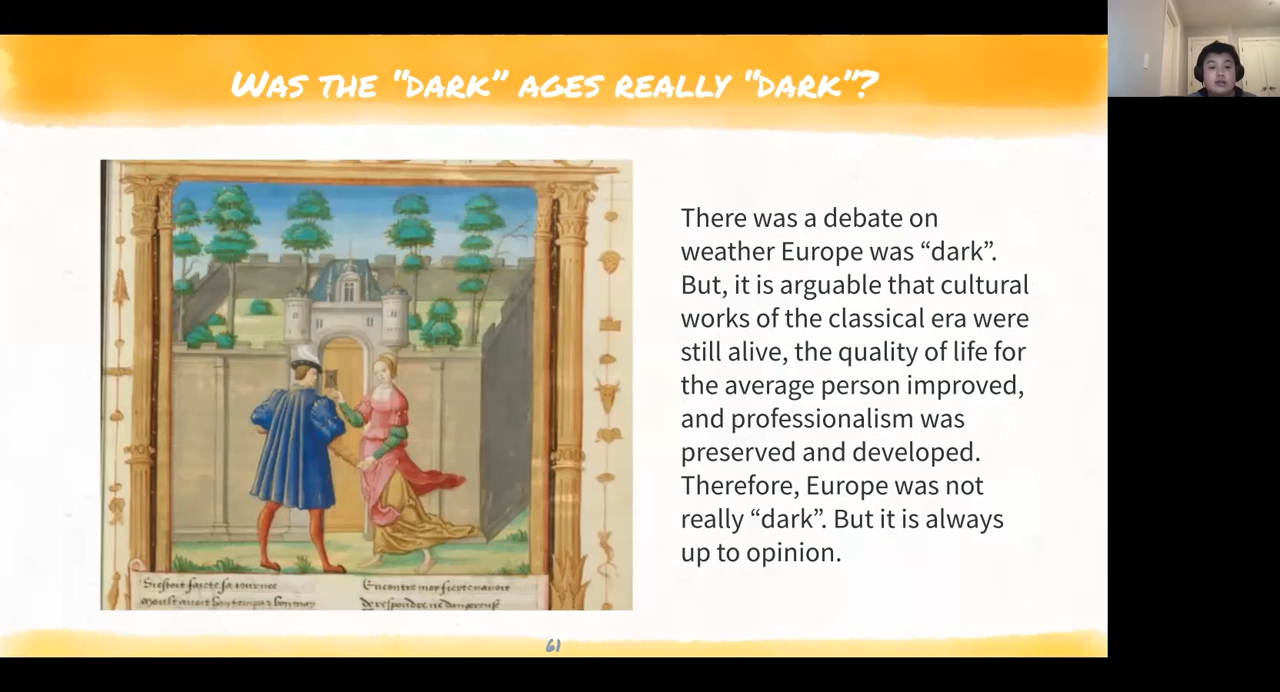 WAS THE “DARK” AGES REALLY “DARK”?
There was a debate on
weather Europe was “dark”.
But, it is arguable that cultural
works of the classical era were
still alive, the quality of life for
the average person improved,
and professionalism was
preserved and developed.
Therefore, Europe was not
really “dark”. But it is always
up to opinion.
61